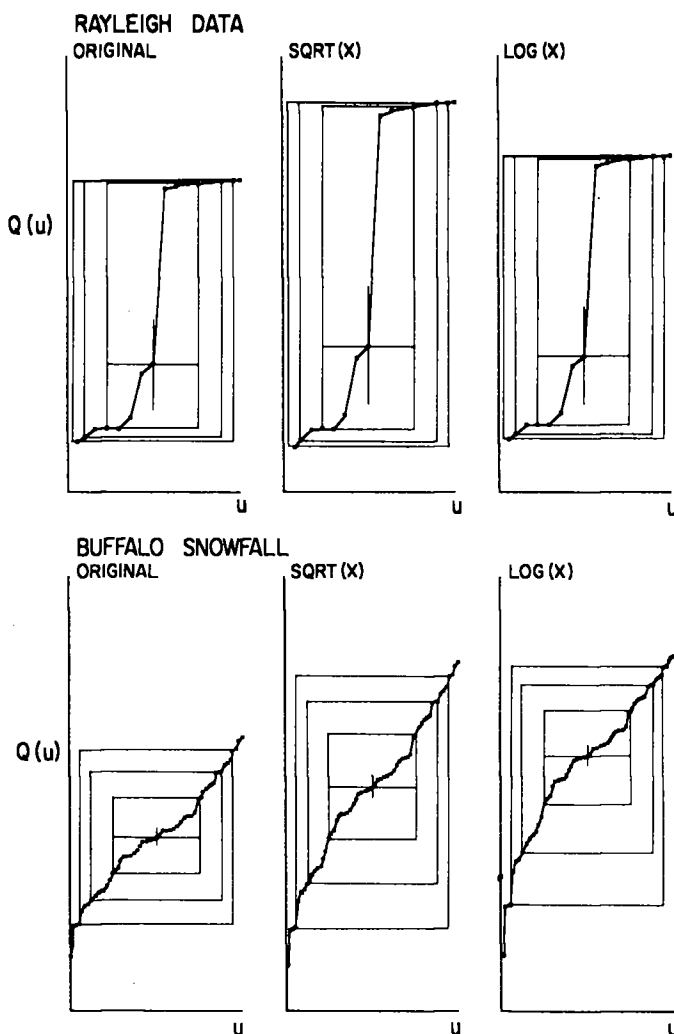 RAYLEIGH DATA
ORIGINAL
SQRT(X)
LOG(X)
Q(u)
u
u
u
BUFFALO SNOWFALL
ORIGINAL
SQRT(X)
LOG(X)
Q(u)
u
u
u